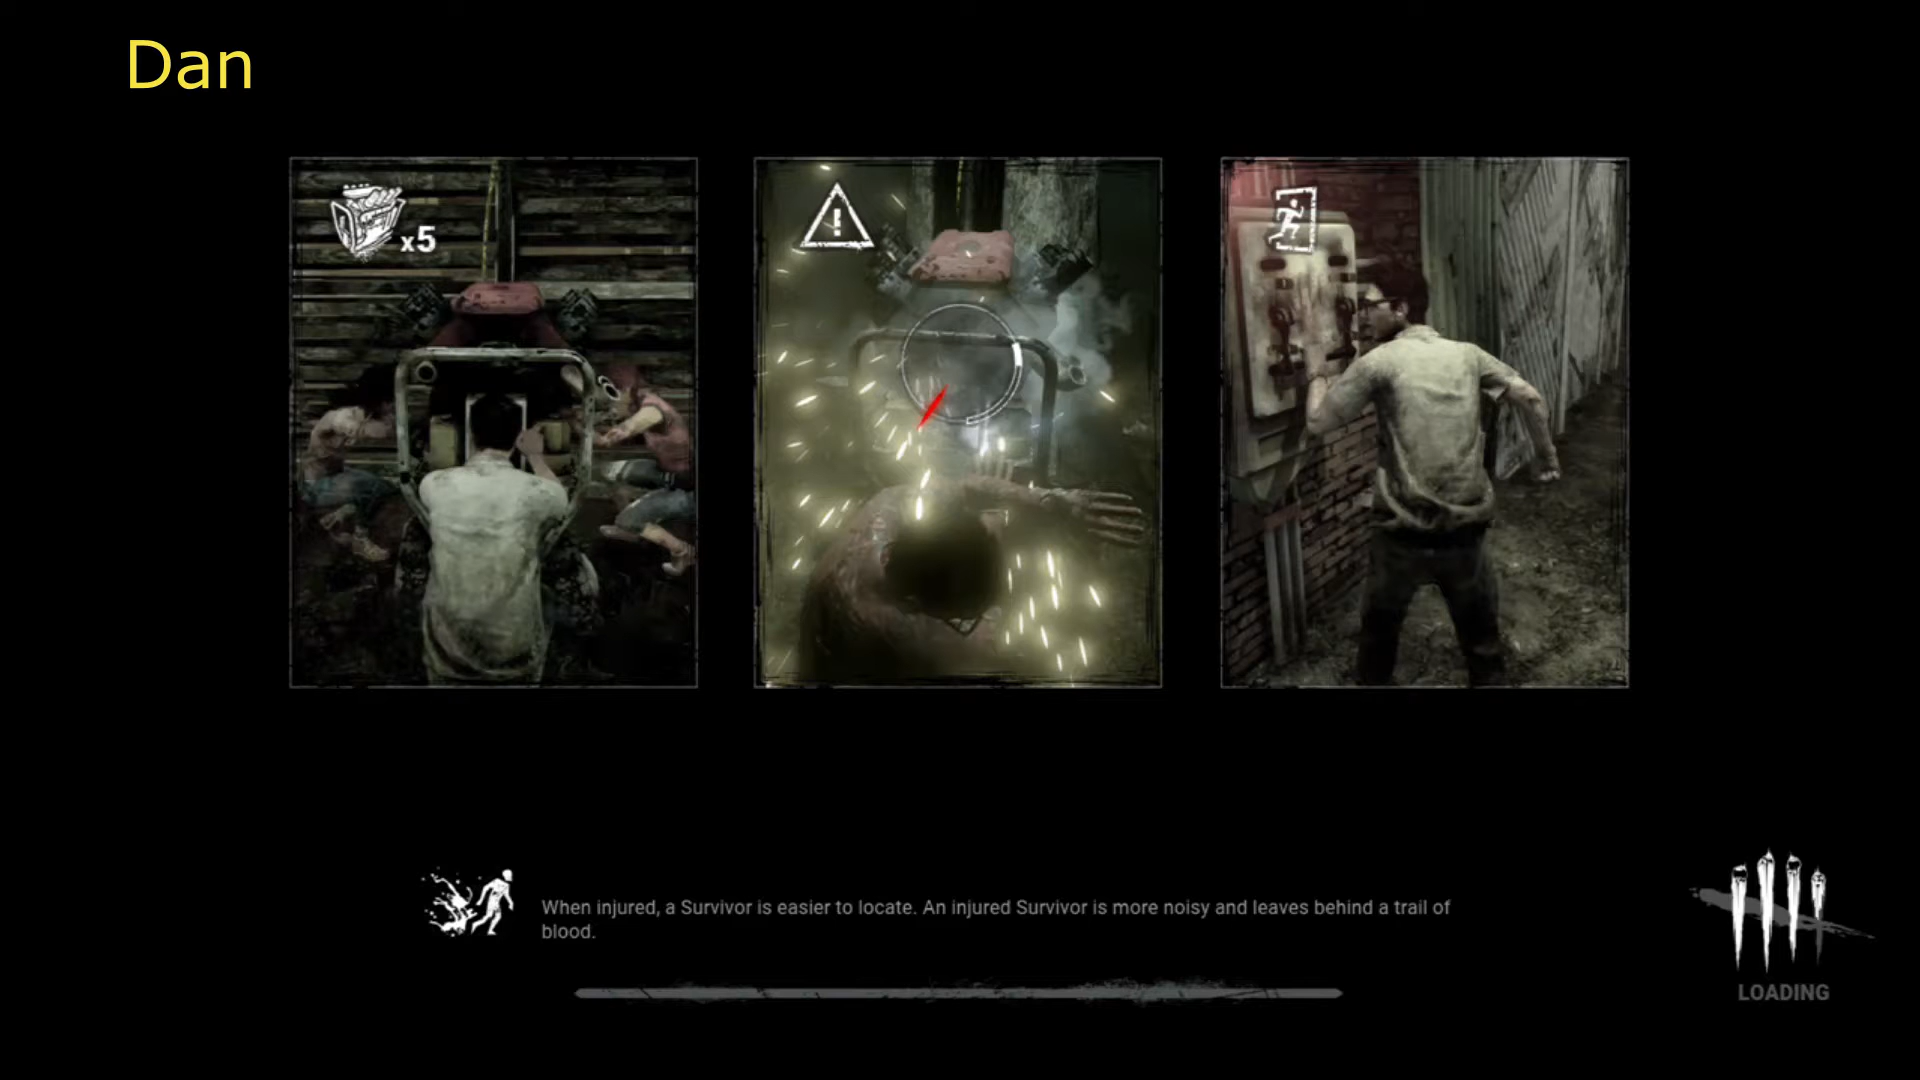 Dan
x5
When injured, a Survivor is easier to locate. An injured Survivor is more noisy and leaves behind a trail of
blood.
LOADING